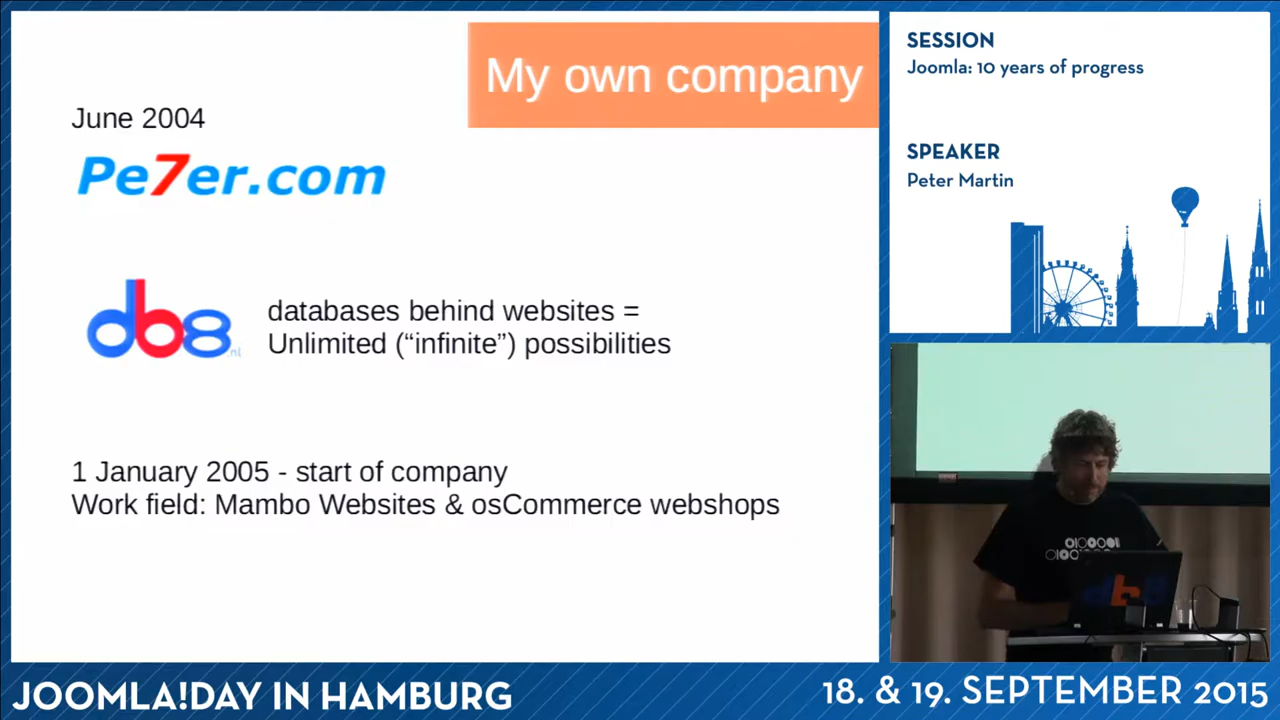 My own company
June 2004
Pe7er.com
db8.nl
databases behind websites =
Unlimited (“infinite”) possibilities
1 January 2005 - start of company
Work field: Mambo Websites & osCommerce webshops
SESSION
Joomla: 10 years of progress
SPEAKER
Peter Martin
db8
JOOMLA!DAY IN HAMBURG
18. & 19. SEPTEMBER 2015